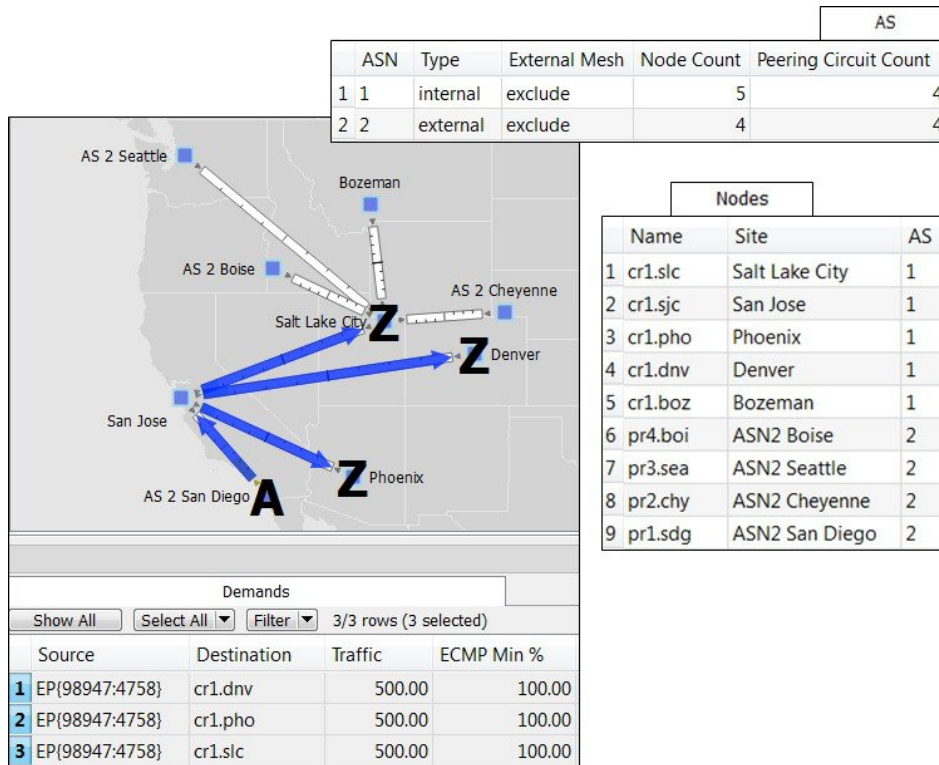 AS
ASN Type External Mesh Node Count Peering Circuit Count
1 1 internal exclude 5 4
2 2 external exclude 4 4
AS 2 Seattle
Bozeman
AS 2 Boise
AS 2 Cheyenne
Salt Lake City
Z
Z
Denver
San Jose
Z
Phoenix
AS 2 San Diego
A
Nodes
Name Site AS
1 cr1.slc Salt Lake City 1
2 cr1.sjc San Jose 1
3 cr1.pho Phoenix 1
4 cr1.dnv Denver 1
5 cr1.boz Bozeman 1
6 pr4.boi ASN2 Boise 2
7 pr3.sea ASN2 Seattle 2
8 pr2.chy ASN2 Cheyenne 2
9 pr1.sdg ASN2 San Diego 2
Demands
Show All Select All Filter 3/3 rows (3 selected)
Source Destination Traffic ECMP Min %
1 EP{98947:4758} cr1.dnv 500.00 100.00
2 EP{98947:4758} cr1.pho 500.00 100.00
3 EP{98947:4758} cr1.slc 500.00 100.00